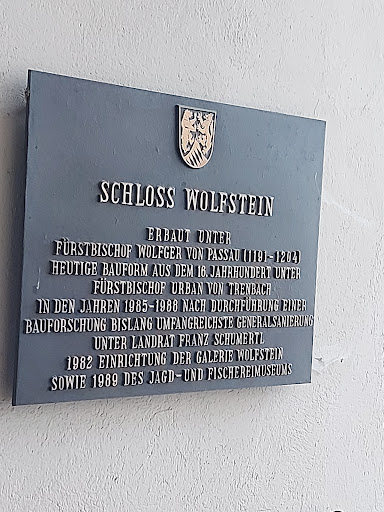 SCHLOSS WOLFSTEIN
ERBAUT UNTER
FÜRSTBISCHOF WOLFGER VON PASSAU (1191-1204)
HEUTIGE BAUFORM AUS DEM 16. JAHRHUNDERT UNTER
FÜRSTBISCHOF URBAN VON TRENBACH
IN DEN JAHREN 1985-1988 NACH DURCHFÜHRUNG EINER
BAUFORSCHUNG BISLANG UMFANGREICHSTE GENERALSANIERUNG
UNTER LANDRAT FRANZ SCHUMERTL
1982 EINRICHTUNG DER GALERIE WOLFSTEIN
SOWIE 1989 DES JAGD- UND FISCHEREIMUSEUMS